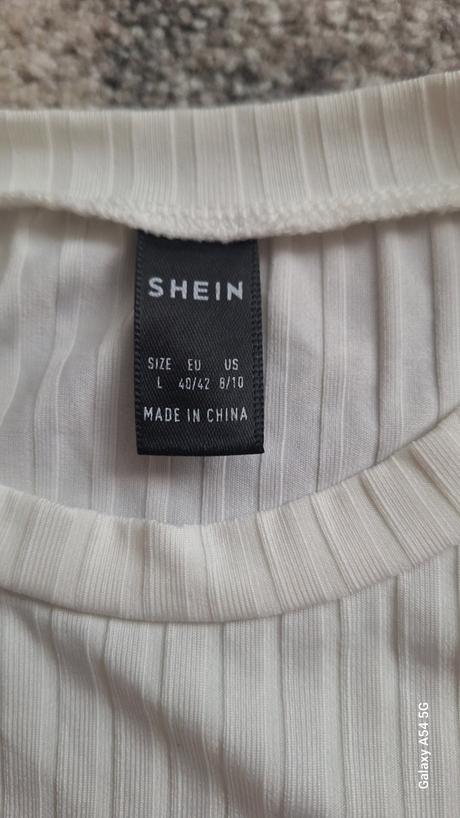 SHEIN
SIZE EU US
L 40/42 8/10
MADE IN CHINA
Galaxy A54 5G